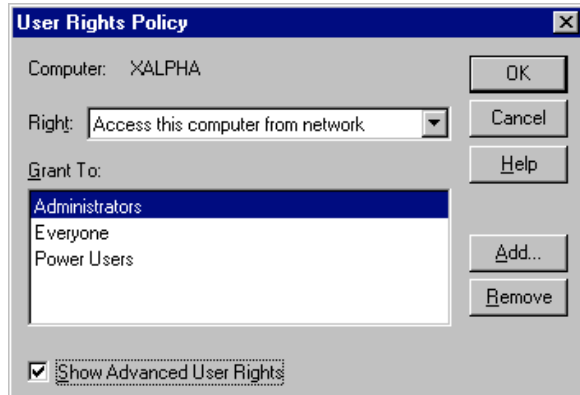 User Rights Policy
Computer: XALPHA
OK
Right: Access this computer from network
Cancel
Help
Grant To:
Administrators
Everyone
Power Users
Add...
Remove
Show Advanced User Rights